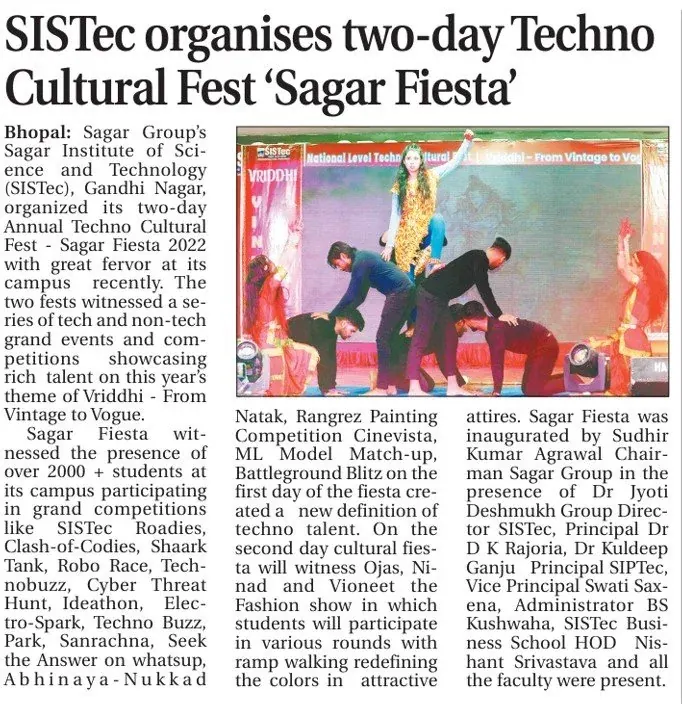 SISTec organises two-day Techno
Cultural Fest ‘Sagar Fiesta’
Bhopal: Sagar Group's
Sagar Institute of Sci-
ence and Technology
(SISTec), Gandhi Nagar,
organized its two-day
Annual Techno Cultural
Fest - Sagar Fiesta 2022
with great fervor at its
campus recently. The
two fests witnessed a se-
ries of tech and non-tech
grand events and com-
petitions showcasing
rich talent on this year's
theme of Vriddhi - From
Vintage to Vogue.
Sagar Fiesta wit-
nessed the presence of
over 2000 + students at
its campus participating
in grand competitions
like SISTec Roadies,
Clash-of-Codies, Shaark
Tank, Robo Race, Tech-
nobuzz, Cyber Threat
Hunt, Ideathon, Elec-
tro-Spark, Techno Buzz,
Park, Sanrachna, Seek
the Answer on whatsup,
Abhinaya-Nukkad
SISTec
VRIDDHI
National Level Techno Cultural Fest
Vriddhi - From Vintage to Vog
Natak, Rangrez Painting
Competition Cinevista,
ML Model Match-up,
Battleground Blitz on the
first day of the fiesta cre-
ated a new definition of
techno talent. On the
second day cultural fies-
ta will witness Ojas, Ni-
nad and Vioneet the
Fashion show in which
students will participate
in various rounds with
ramp walking redefining
the colors in attractive
attires. Sagar Fiesta was
inaugurated by Sudhir
Kumar Agrawal Chair-
man Sagar Group in the
presence of Dr Jyoti
Deshmukh Group Direc-
tor SISTec, Principal Dr
D K Rajoria, Dr Kuldeep
Ganju Principal SIPTec,
Vice Principal Swati Sax-
ena, Administrator BS
Kushwaha, SISTec Busi-
ness School HOD Nis-
hant Srivastava and all
the faculty were present.